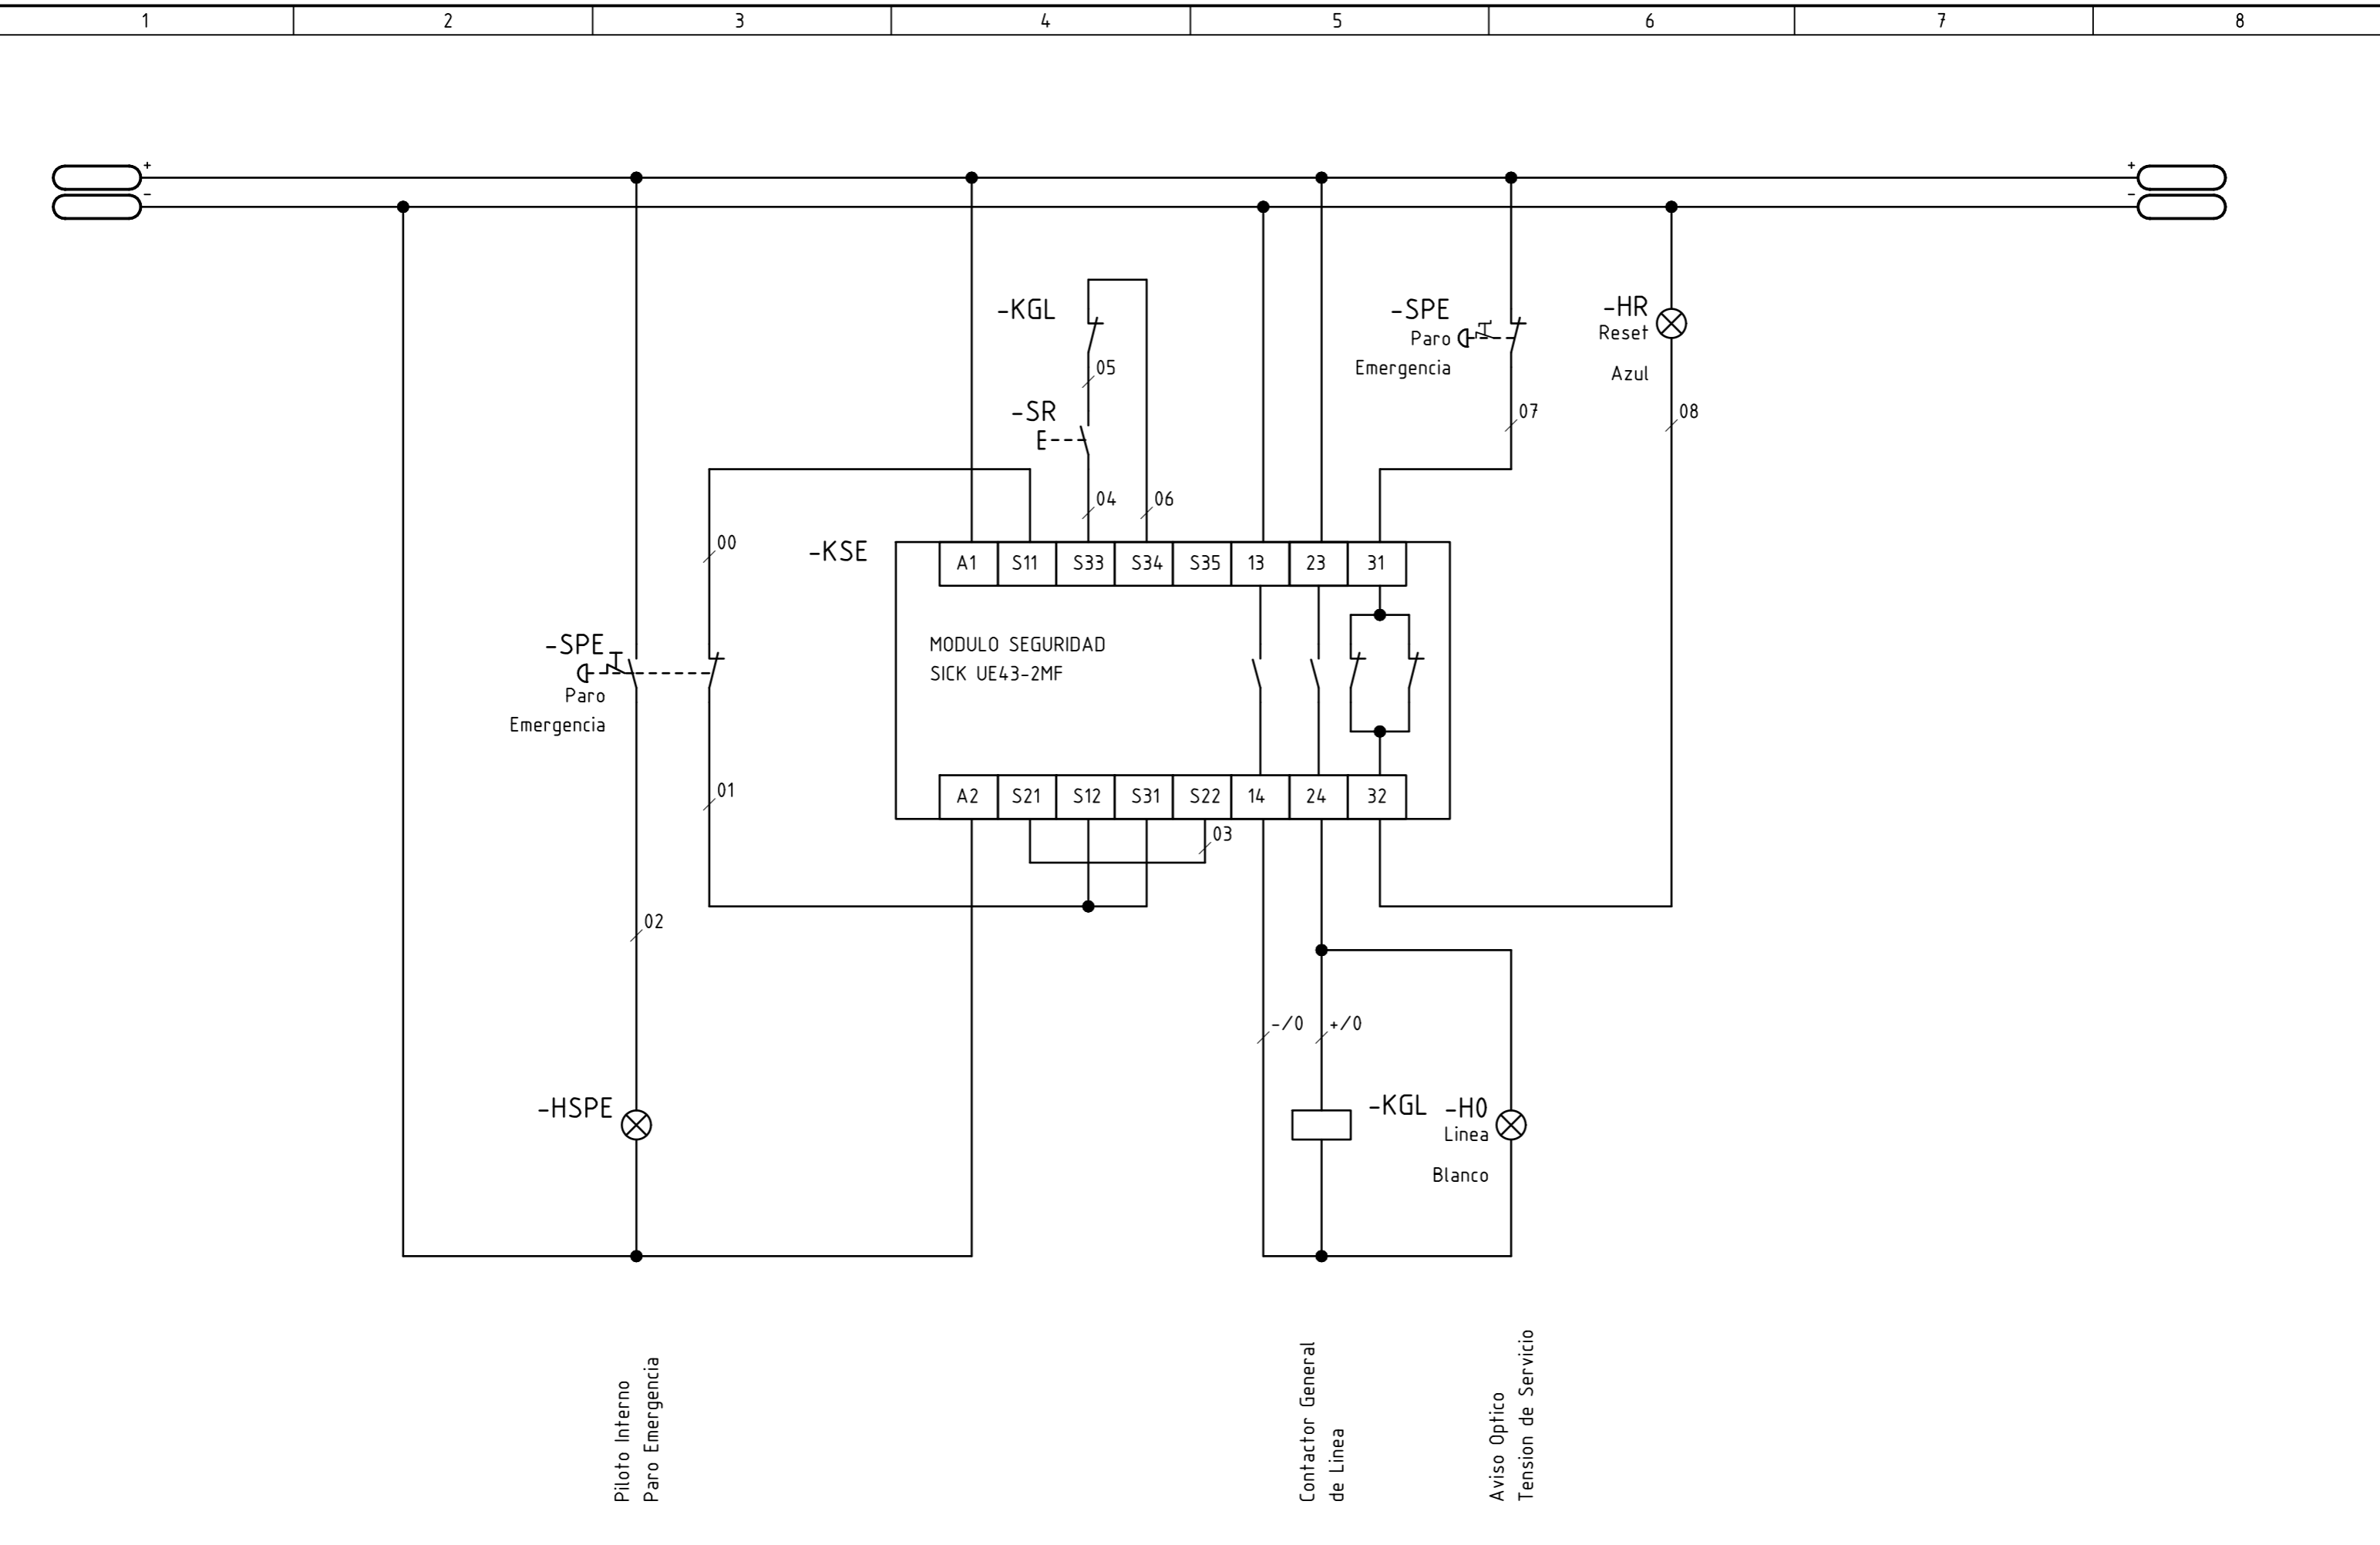 1 2 3 4 5 6 7 8
+ +
- -
-KGL
05
-SR
E
04 06
-SPE
Paro
Emergencia
07
-HR
Reset
Azul
08
00
-KSE
A1 S11 S33 S34 S35 13 23 31
MODULO SEGURIDAD
SICK UE43-2MF
-SPE
Paro
Emergencia
A2 S21 S12 S31 S22 14 24 32
01
03
02
-/0 +/0
-HSPE
-KGL
-H0
Linea
Blanco
Piloto Interno
Paro Emergencia
Contactor General
de Linea
Aviso Optico
Tension de Servicio